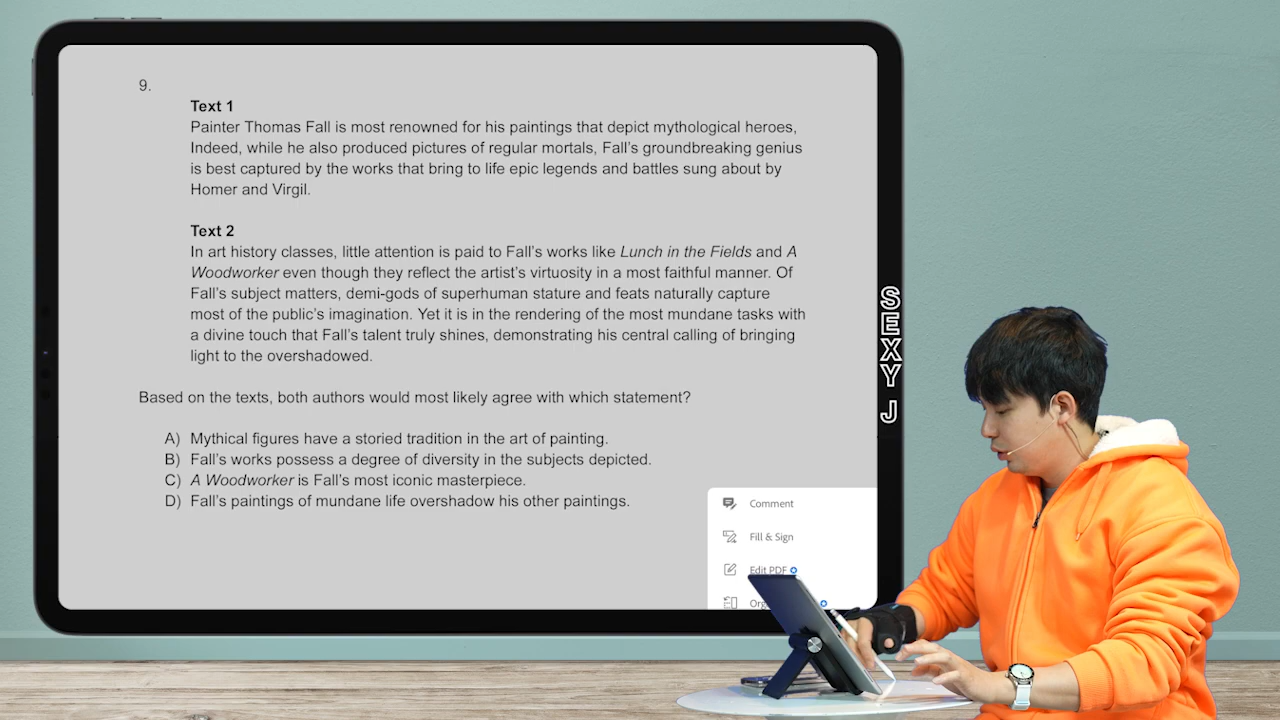 9.
Text 1
Painter Thomas Fall is most renowned for his paintings that depict mythological heroes,
Indeed, while he also produced pictures of regular mortals, Fall's groundbreaking genius
is best captured by the works that bring to life epic legends and battles sung about by
Homer and Virgil.
Text 2
In art history classes, little attention is paid to Fall's works like Lunch in the Fields and A
Woodworker even though they reflect the artist's virtuosity in a most faithful manner. Of
Fall's subject matters, demi-gods of superhuman stature and feats naturally capture
most of the public's imagination. Yet it is in the rendering of the most mundane tasks with
a divine touch that Fall's talent truly shines, demonstrating his central calling of bringing
light to the overshadowed.
Based on the texts, both authors would most likely agree with which statement?
A) Mythical figures have a storied tradition in the art of painting.
B) Fall's works possess a degree of diversity in the subjects depicted.
C) A Woodworker is Fall's most iconic masterpiece.
D) Fall's paintings of mundane life overshadow his other paintings.
Comment
Fill & Sign
Edit PDF
SEXY J